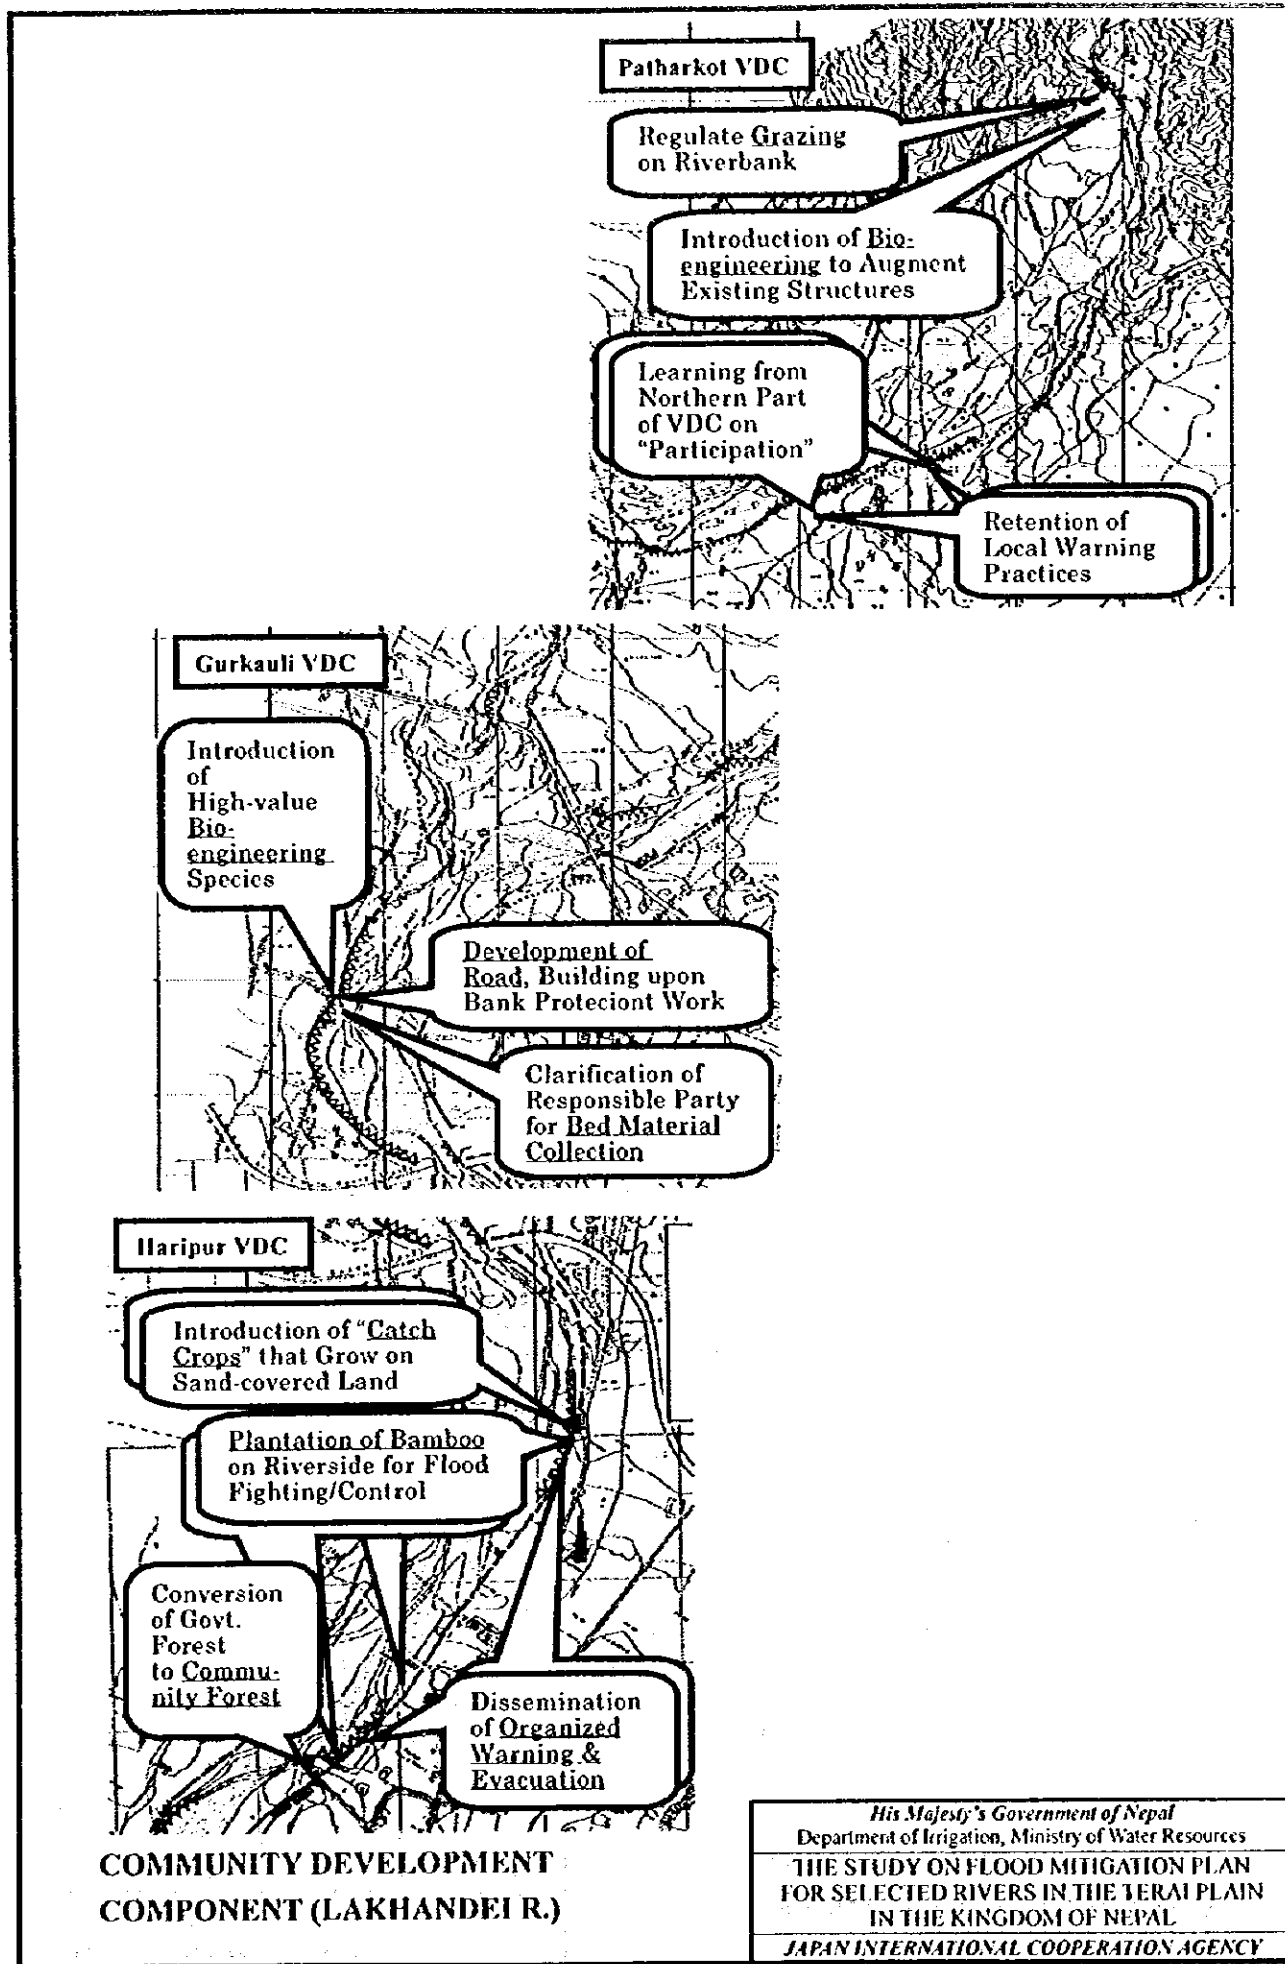 Patharkot VDC
Regulate Grazing
on Riverbank
Introduction of Bio-
engineering to Augment
Existing Structures
Learning from
Northern Part
of VDC on
"Participation"
Retention of
Local Warning
Practices
Gurkauli VDC
Introduction
of
High-value
Bio-
engineering
Species
Development of
Road, Building upon
Bank Proteciont Work
Clarification of
Responsible Party
for Bed Material
Collection
Haripur VDC
Introduction of "Catch
Crops" that Grow on
Sand-covered Land
Plantation of Bamboo
on Riverside for Flood
Fighting/Control
Conversion
of Govt.
Forest
to Commu-
nity Forest
Dissemination
of Organized
Warning &
Evacuation
COMMUNITY DEVELOPMENT
COMPONENT (LAKHANDEI R.)
His Majesty's Government of Nepal
Department of Irrigation, Ministry of Water Resources
THE STUDY ON FLOOD MITIGATION PLAN
FOR SELECTED RIVERS IN THE TERAI PLAIN
IN THE KINGDOM OF NEPAL
JAPAN INTERNATIONAL COOPERATION AGENCY